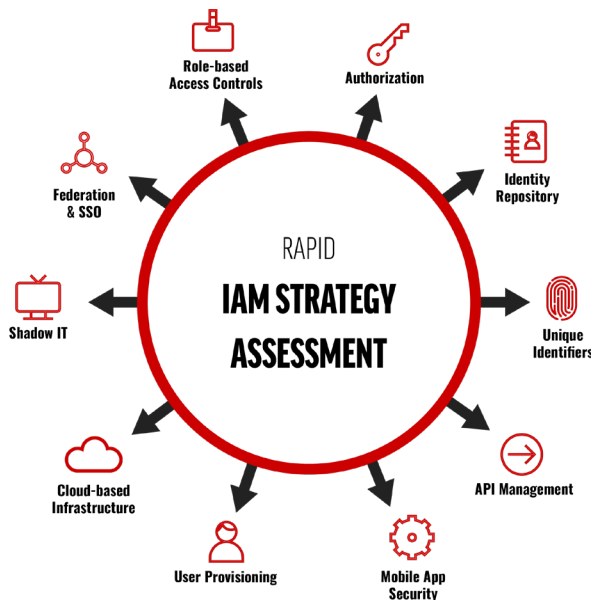 Role-based
Access Controls
Authorization
Federation
& SSO
Identity
Repository
RAPID
IAM STRATEGY
ASSESSMENT
Shadow IT
Unique
Identifiers
Cloud-based
Infrastructure
API Management
User Provisioning
Mobile App
Security